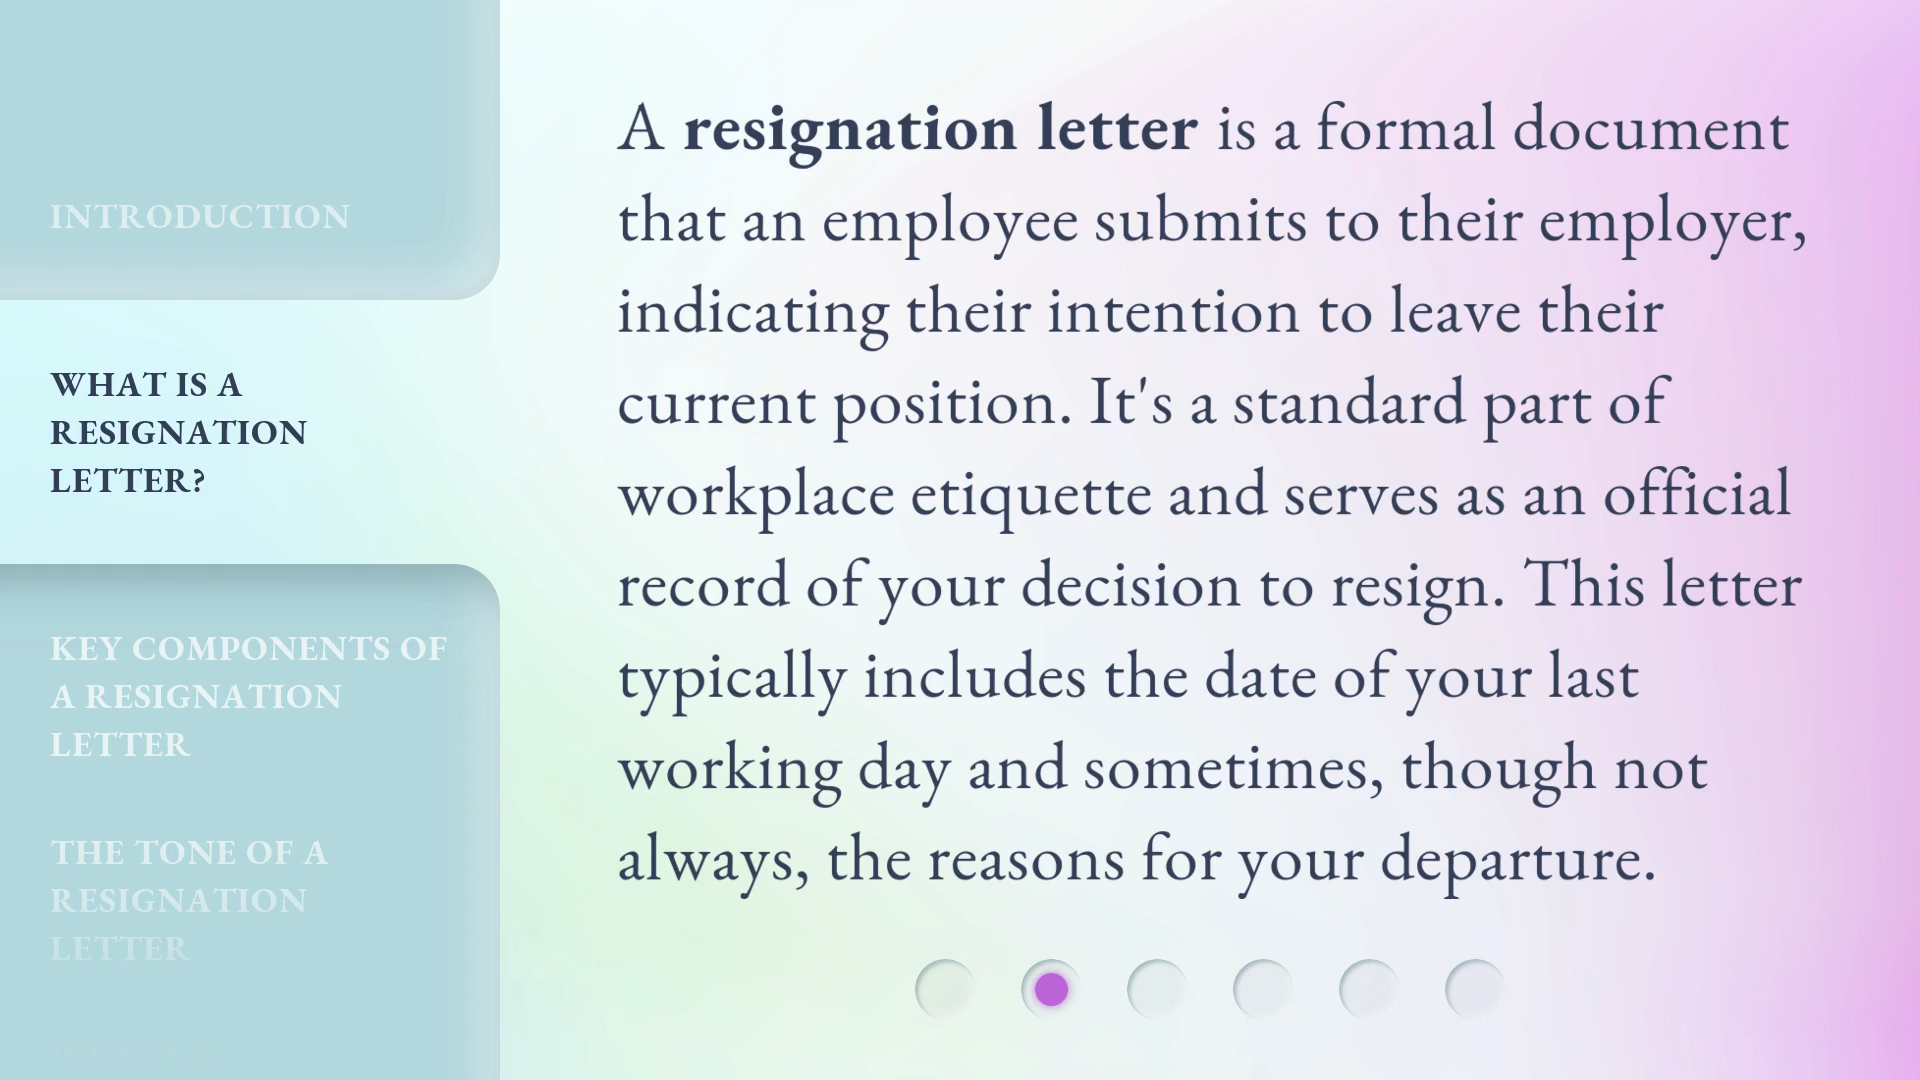 INTRODUCTION
WHAT IS A
RESIGNATION
LETTER?
KEY COMPONENTS OF
A RESIGNATION
LETTER
THE TONE OF A
RESIGNATION
LETTER
A resignation letter is a formal document
that an employee submits to their employer,
indicating their intention to leave their
current position. It's a standard part of
workplace etiquette and serves as an official
record of your decision to resign. This letter
typically includes the date of your last
working day and sometimes, though not
always, the reasons for your departure.